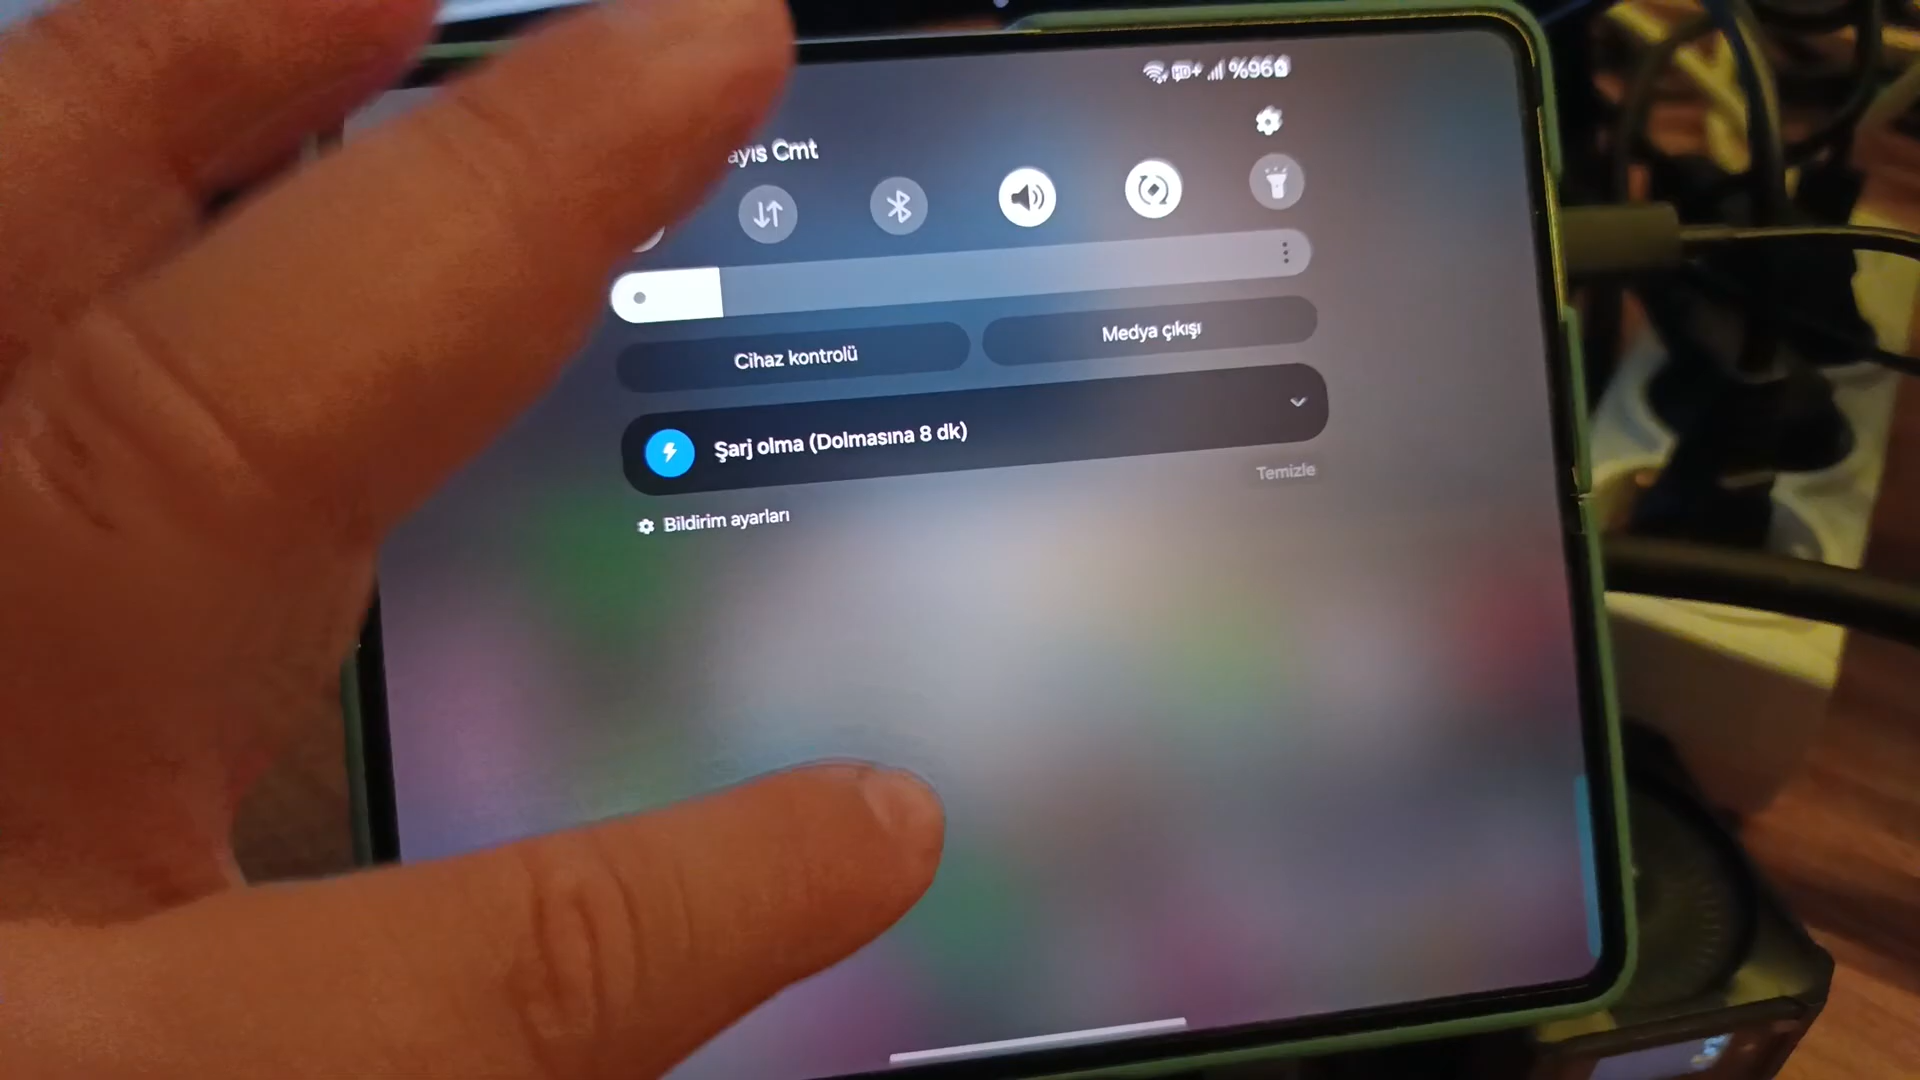 %96
ayıs Cmt
Cihaz kontrolü
Medya çıkışı
Şarj olma (Dolmasına 8 dk)
Temizle
Bildirim ayarları